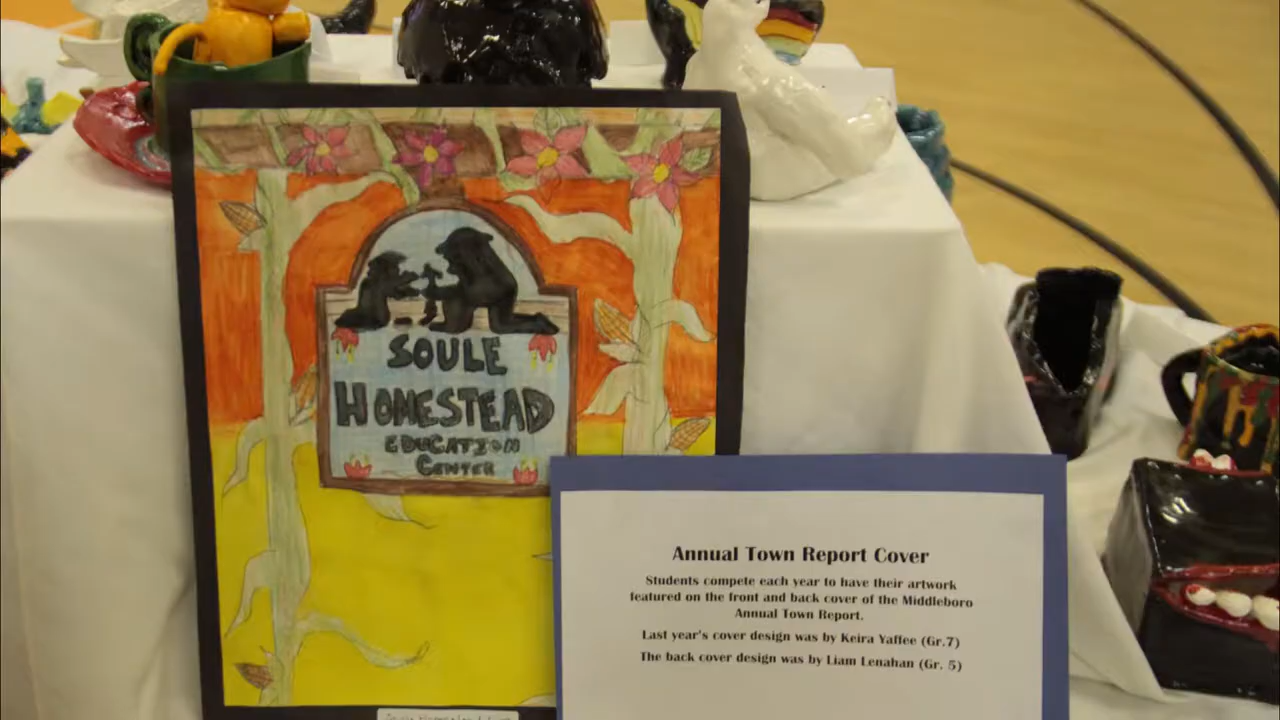 SOULE
HOMESTEAD
EDUCATION
CENTER
Annual Town Report Cover
Students compete each year to have their artwork
featured on the front and back cover of the Middleboro
Annual Town Report.
Last year's cover design was by Keira Yaffee (Gr.7)
The back cover design was by Liam Lenahan (Gr. 5)